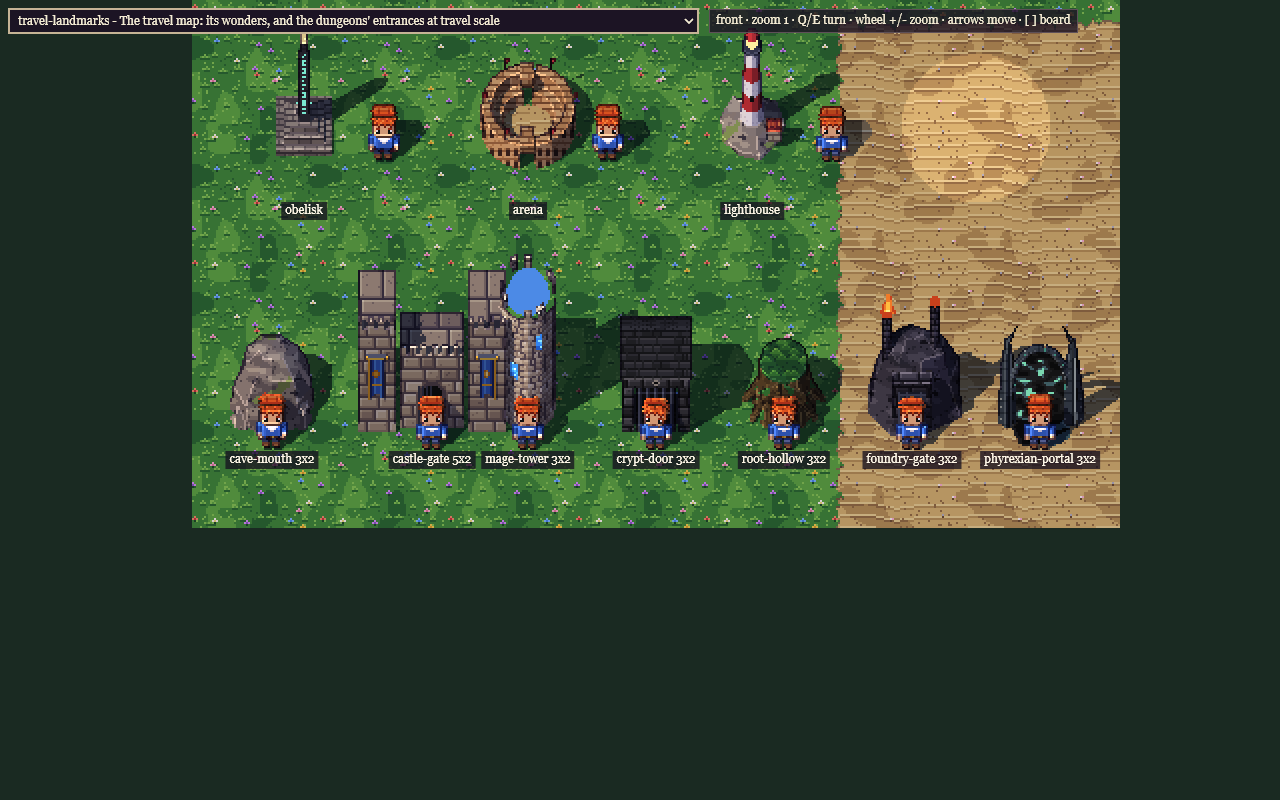 travel-landmarks - The travel map: its wonders, and the dungeons' entrances at travel scale
front · zoom 1 · Q/E turn · wheel +/- zoom · arrows move · [ ] board
obelisk
arena
lighthouse
cave-mouth 3x2
castle-gate 5x2
mage-tower 3x2
crypt-door 3x2
root-hollow 3x2
foundry-gate 3x2
phyrexian-portal 3x2